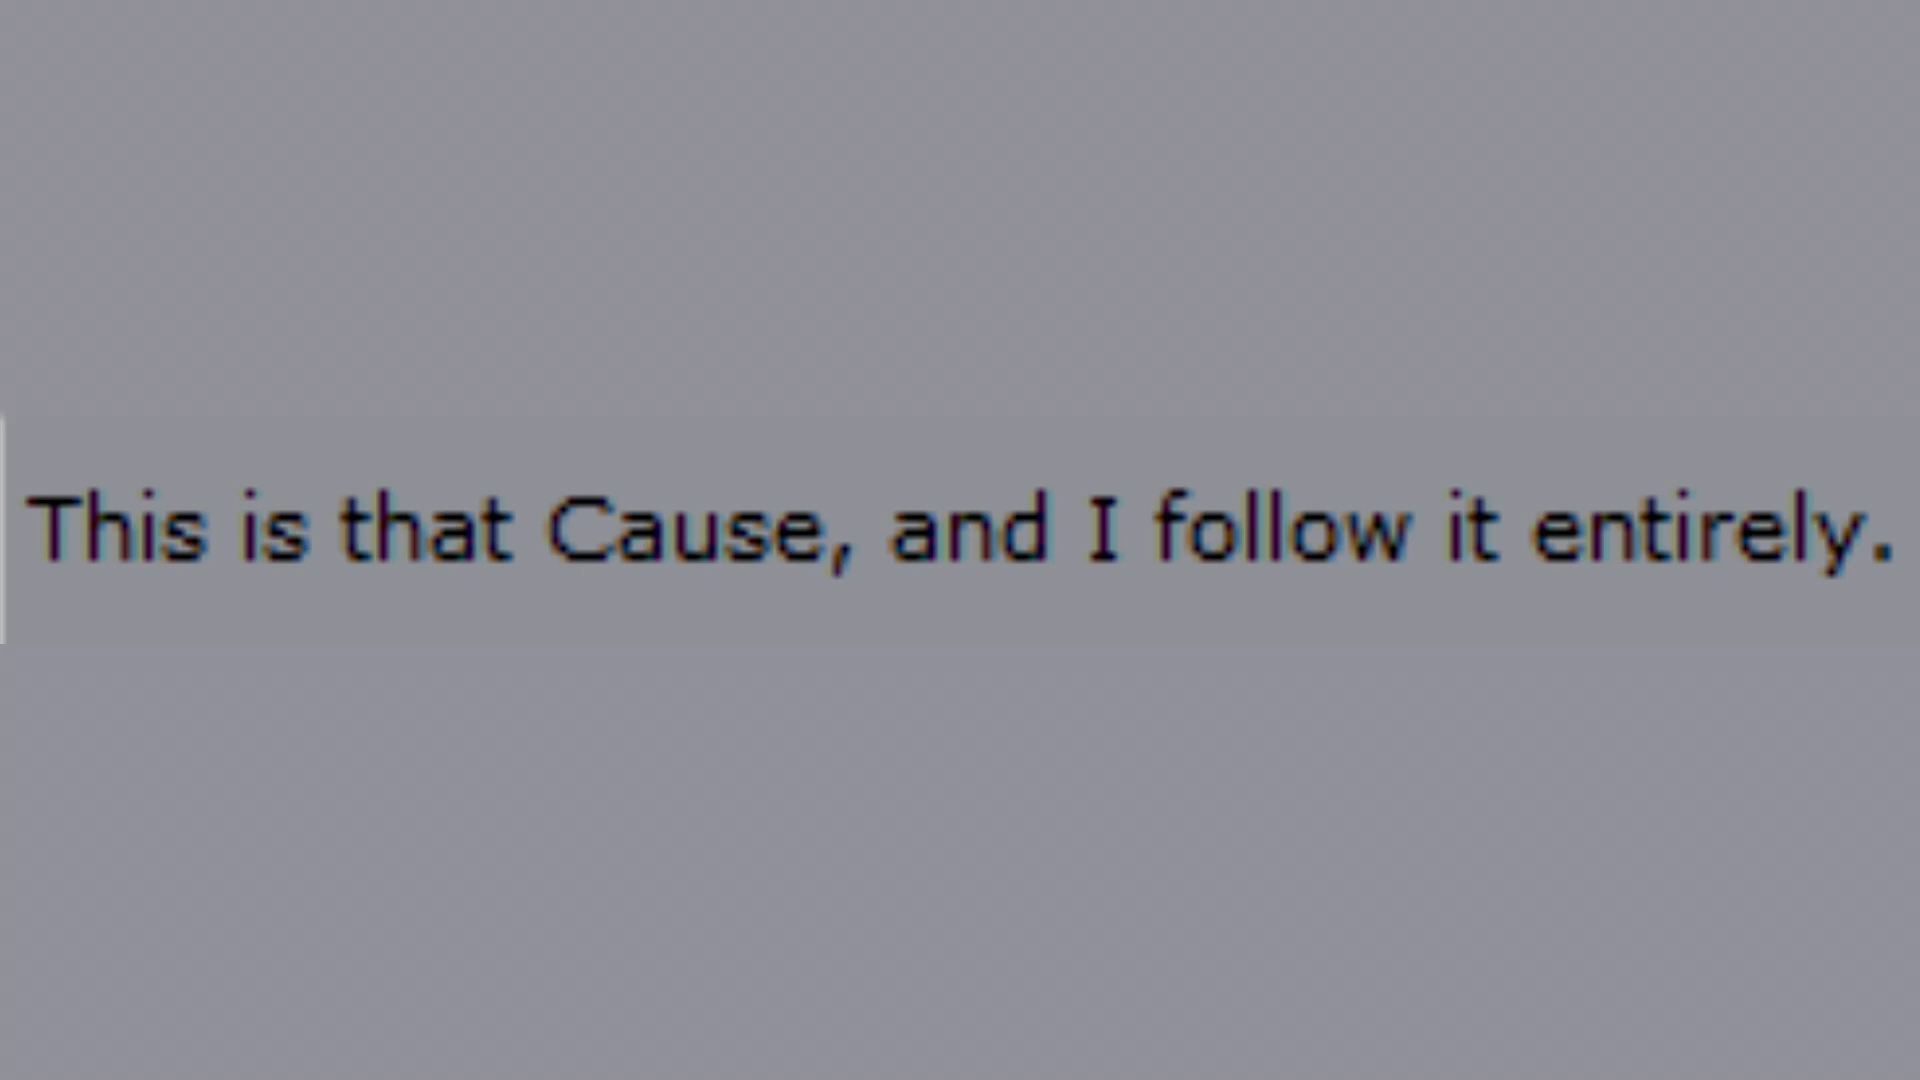 This is that Cause, and I follow it entirely.